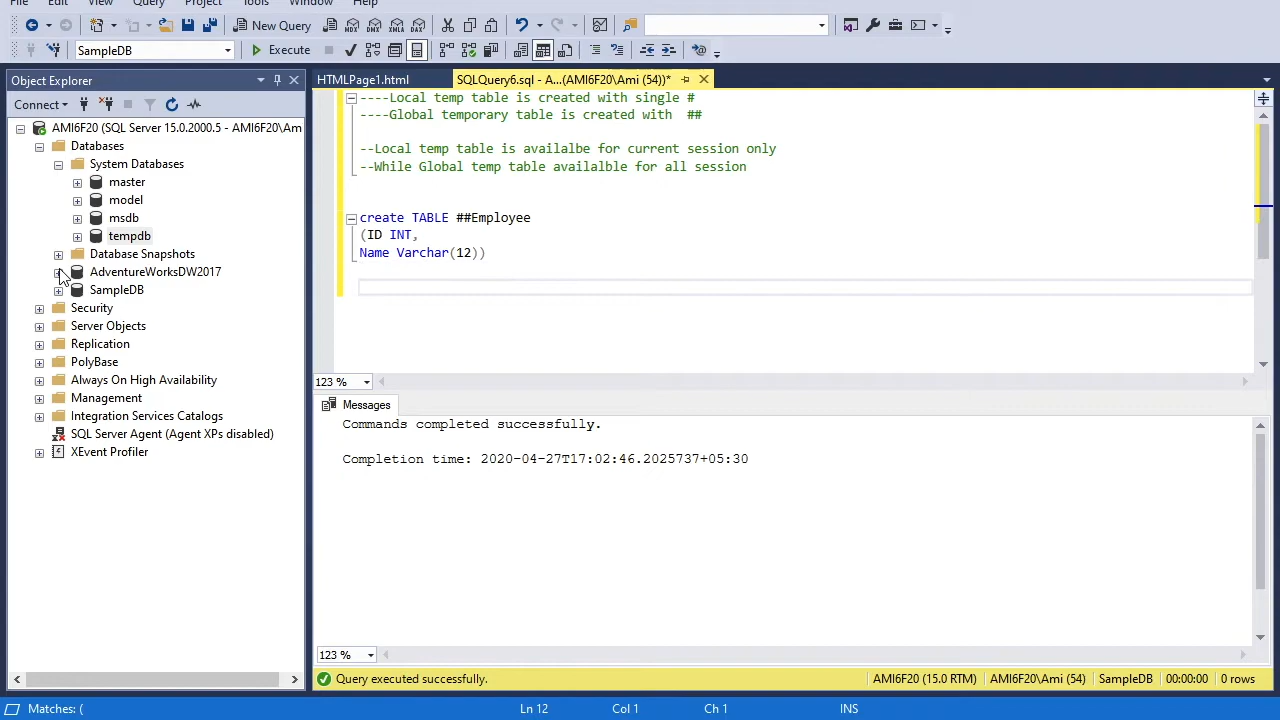 File Edit View Query Project Tools Window Help
New Query MDX DMX XMLA DAX
SampleDB Execute
Object Explorer
Connect
AMI6F20 (SQL Server 15.0.2000.5 - AMI6F20\Am
Databases
System Databases
master
model
msdb
tempdb
Database Snapshots
AdventureWorksDW2017
SampleDB
Security
Server Objects
Replication
PolyBase
Always On High Availability
Management
Integration Services Catalogs
SQL Server Agent (Agent XPs disabled)
XEvent Profiler
HTMLPage1.html SQLQuery6.sql - A...(AMI6F20\Ami (54))*
----Local temp table is created with single #
----Global temporary table is created with ##
--Local temp table is availalbe for current session only
--While Global temp table availalble for all session
create TABLE ##Employee
(ID INT,
Name Varchar(12))
123 %
Messages
Commands completed successfully.
Completion time: 2020-04-27T17:02:46.2025737+05:30
123 %
Query executed successfully. AMI6F20 (15.0 RTM) AMI6F20\Ami (54) SampleDB 00:00:00 0 rows
Matches: ( Ln 12 Col 1 Ch 1 INS